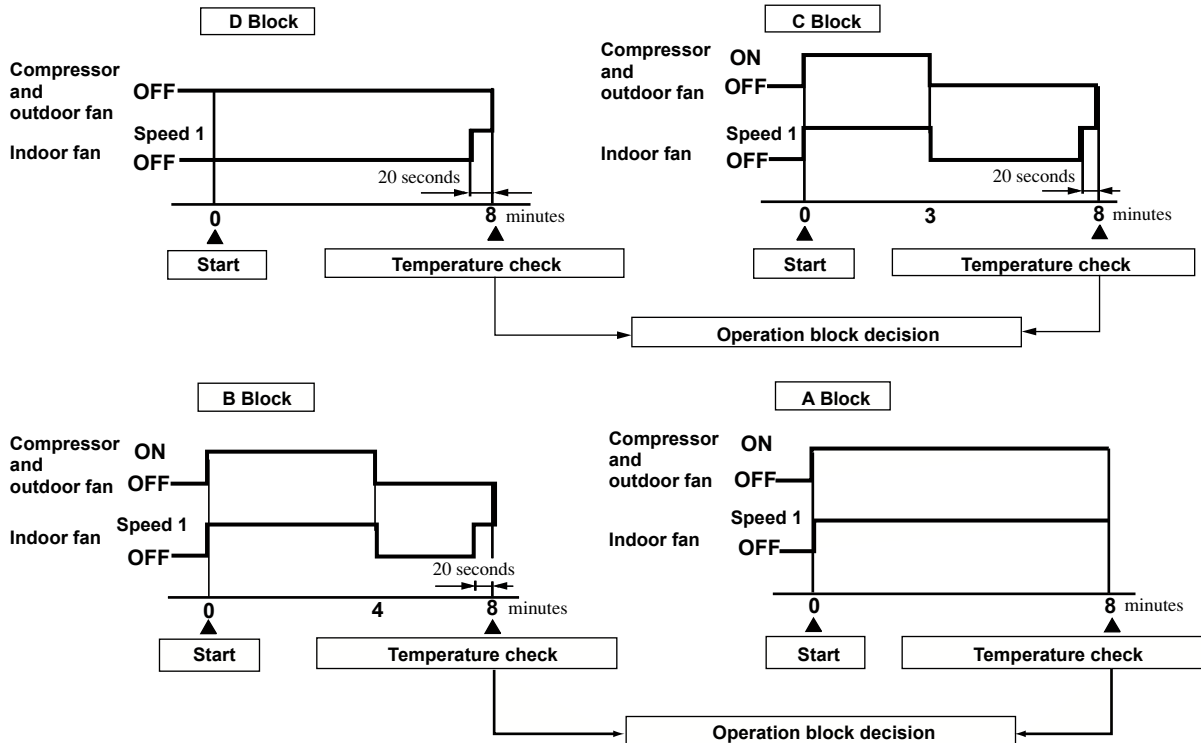 D Block
Compressor
and
outdoor fan
OFF
Speed 1
Indoor fan
OFF
20 seconds
0
8 minutes
Start
Temperature check
C Block
Compressor
and
outdoor fan
ON
OFF
Speed 1
Indoor fan
OFF
20 seconds
0
3
8 minutes
Start
Temperature check
Operation block decision
B Block
Compressor
and
outdoor fan
ON
OFF
Speed 1
Indoor fan
OFF
20 seconds
0
4
8 minutes
Start
Temperature check
A Block
Compressor
and
outdoor fan
ON
OFF
Speed 1
Indoor fan
OFF
0
8 minutes
Start
Temperature check
Operation block decision